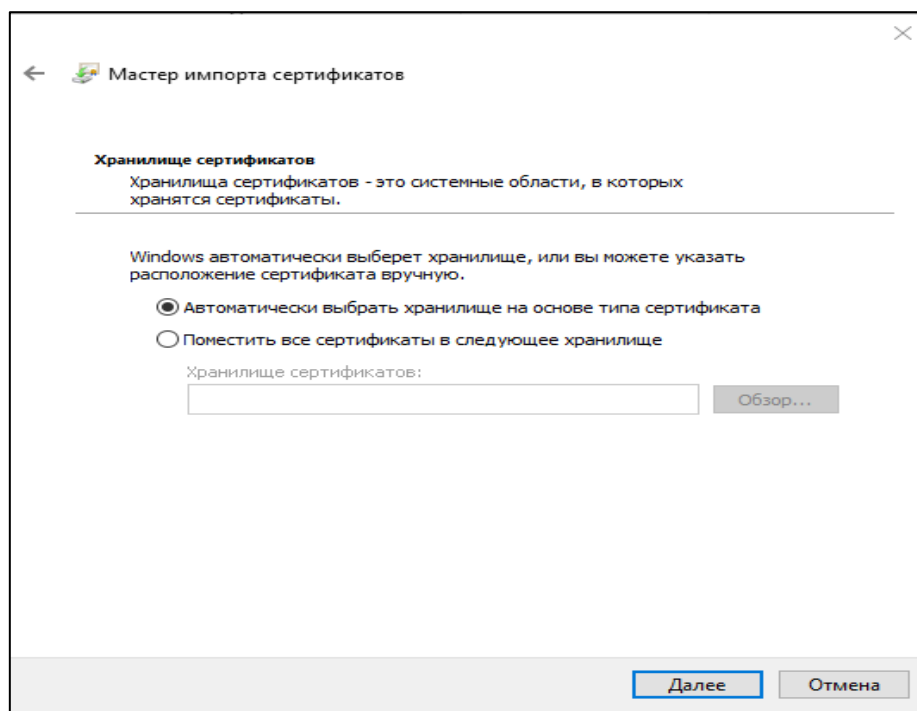 Мастер импорта сертификатов
Хранилище сертификатов
Хранилища сертификатов - это системные области, в которых
хранятся сертификаты.
Windows автоматически выберет хранилище, или вы можете указать
расположение сертификата вручную.
Автоматически выбрать хранилище на основе типа сертификата
Поместить все сертификаты в следующее хранилище
Хранилище сертификатов:
Обзор...
Далее
Отмена